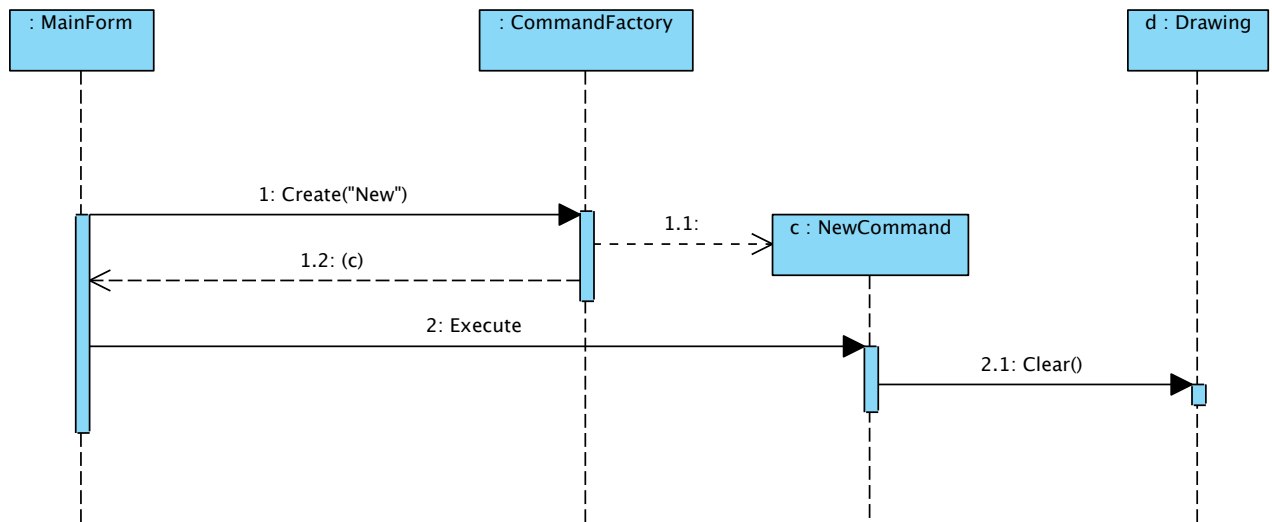 : MainForm
: CommandFactory
d : Drawing
1: Create("New")
1.1:
c : NewCommand
1.2: (c)
2: Execute
2.1: Clear()